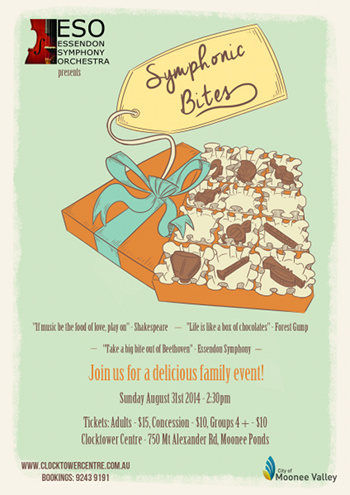 ESO
ESSENDON
SYMPHONY
ORCHESTRA
presents
Symphonic
Bites
"If music be the food of love, play on" - Shakespeare — "Life is like a box of chocolates" - Forest Gump
— "Take a big bite out of Beethoven" - Essendon Symphony —
Join us for a delicious family event!
Sunday August 31st 2014 - 2:30pm
Tickets: Adults - $15, Concession - $10, Groups 4 + - $10
Clocktower Centre - 750 Mt Alexander Rd, Moonee Ponds
WWW.CLOCKTOWERCENTRE.COM.AU
BOOKINGS: 9243 9191
City of
Moonee Valley